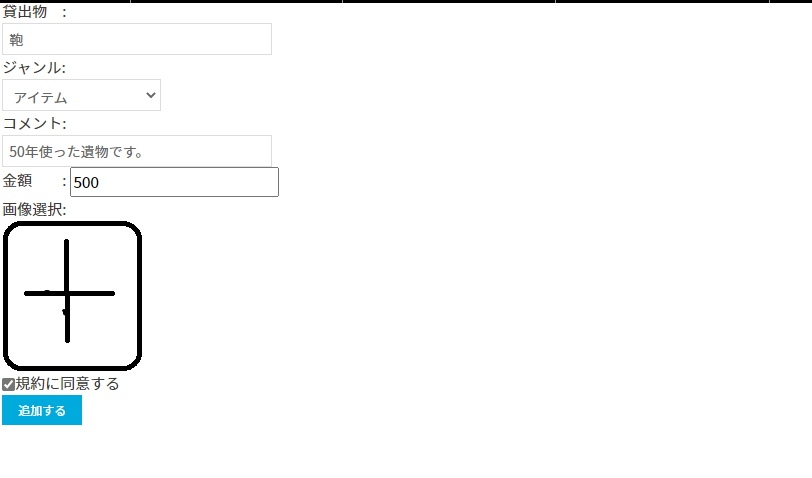 貸出物　:
鞄
ジャンル:
アイテム
コメント:
50年使った遺物です。
金額　　: 500
画像選択:
規約に同意する
追加する